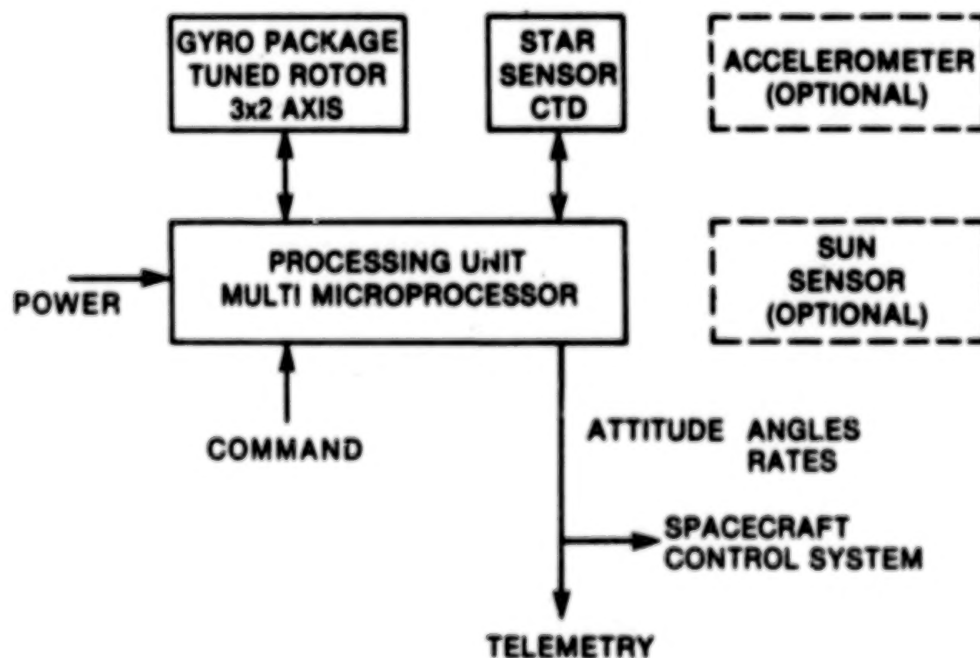 GYRO PACKAGE
TUNED ROTOR
3x2 AXIS
STAR
SENSOR
CTD
ACCELEROMETER
(OPTIONAL)
PROCESSING UNIT
MULTI MICROPROCESSOR
SUN
SENSOR
(OPTIONAL)
POWER
COMMAND
ATTITUDE ANGLES
RATES
SPACECRAFT
CONTROL SYSTEM
TELEMETRY